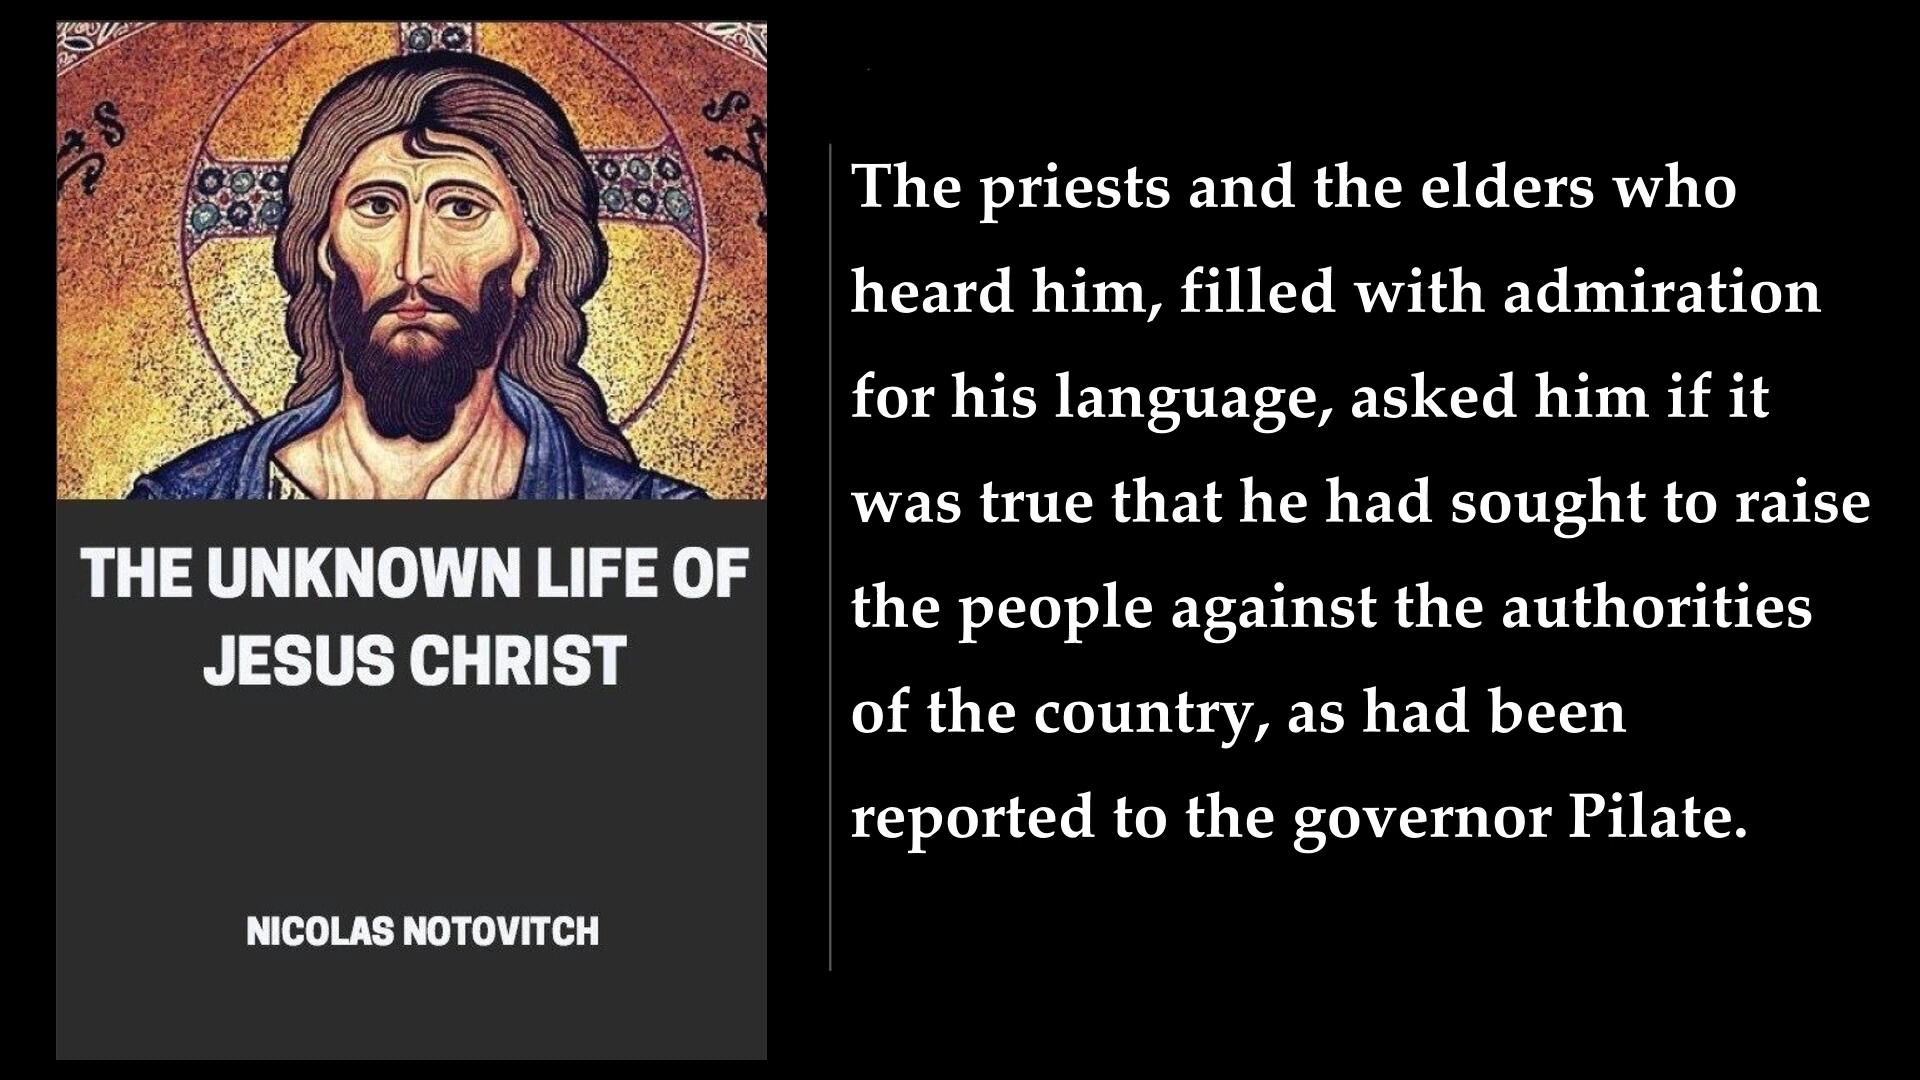 THE UNKNOWN LIFE OF
JESUS CHRIST
NICOLAS NOTOVITCH
The priests and the elders who
heard him, filled with admiration
for his language, asked him if it
was true that he had sought to raise
the people against the authorities
of the country, as had been
reported to the governor Pilate.